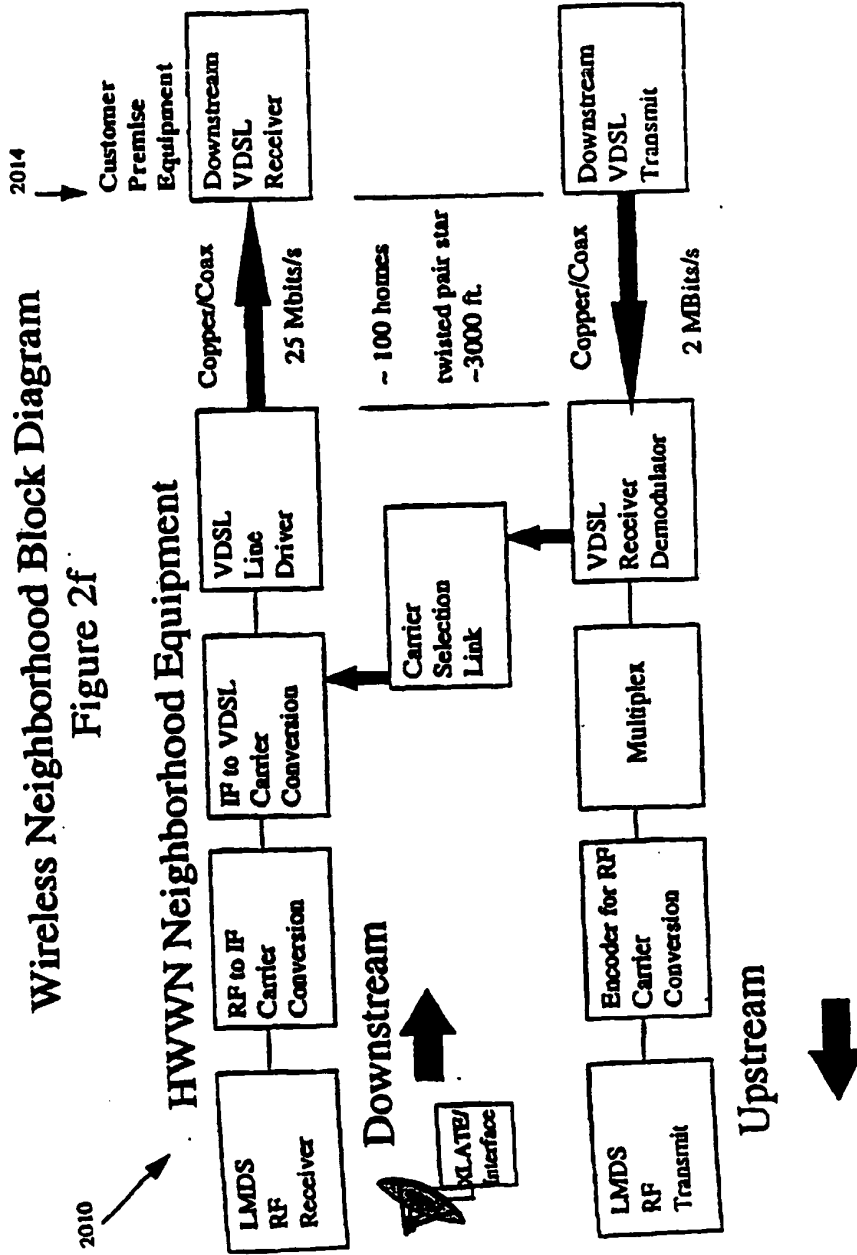 Wireless Neighborhood Block Diagram
Figure 2f
2010
HWWN Neighborhood Equipment
2014
Customer
Premise
Equipment
LMDS
RF
Receiver
RF to IF
Carrier
Conversion
IF to VDSL
Carrier
Conversion
VDSL
Line
Driver
Copper/Coax
25 Mbits/s
Downstream
VDSL
Receiver
Downstream
XLATE/
Interface
Carrier
Selection
Link
~ 100 homes
twisted pair star
~3000 ft.
LMDS
RF
Transmit
Encoder for RF
Carrier
Conversion
Multiplex
VDSL
Receiver
Demodulator
Copper/Coax
2 MBits/s
Downstream
VDSL
Transmit
Upstream